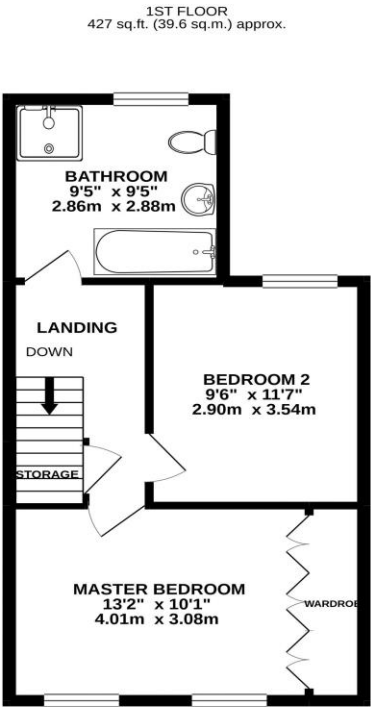 1ST FLOOR
427 sq.ft. (39.6 sq.m.) approx.
BATHROOM
9'5" x 9'5"
2.86m x 2.88m
LANDING
DOWN
BEDROOM 2
9'6" x 11'7"
2.90m x 3.54m
STORAGE
MASTER BEDROOM
13'2" x 10'1"
4.01m x 3.08m
WARDROBE